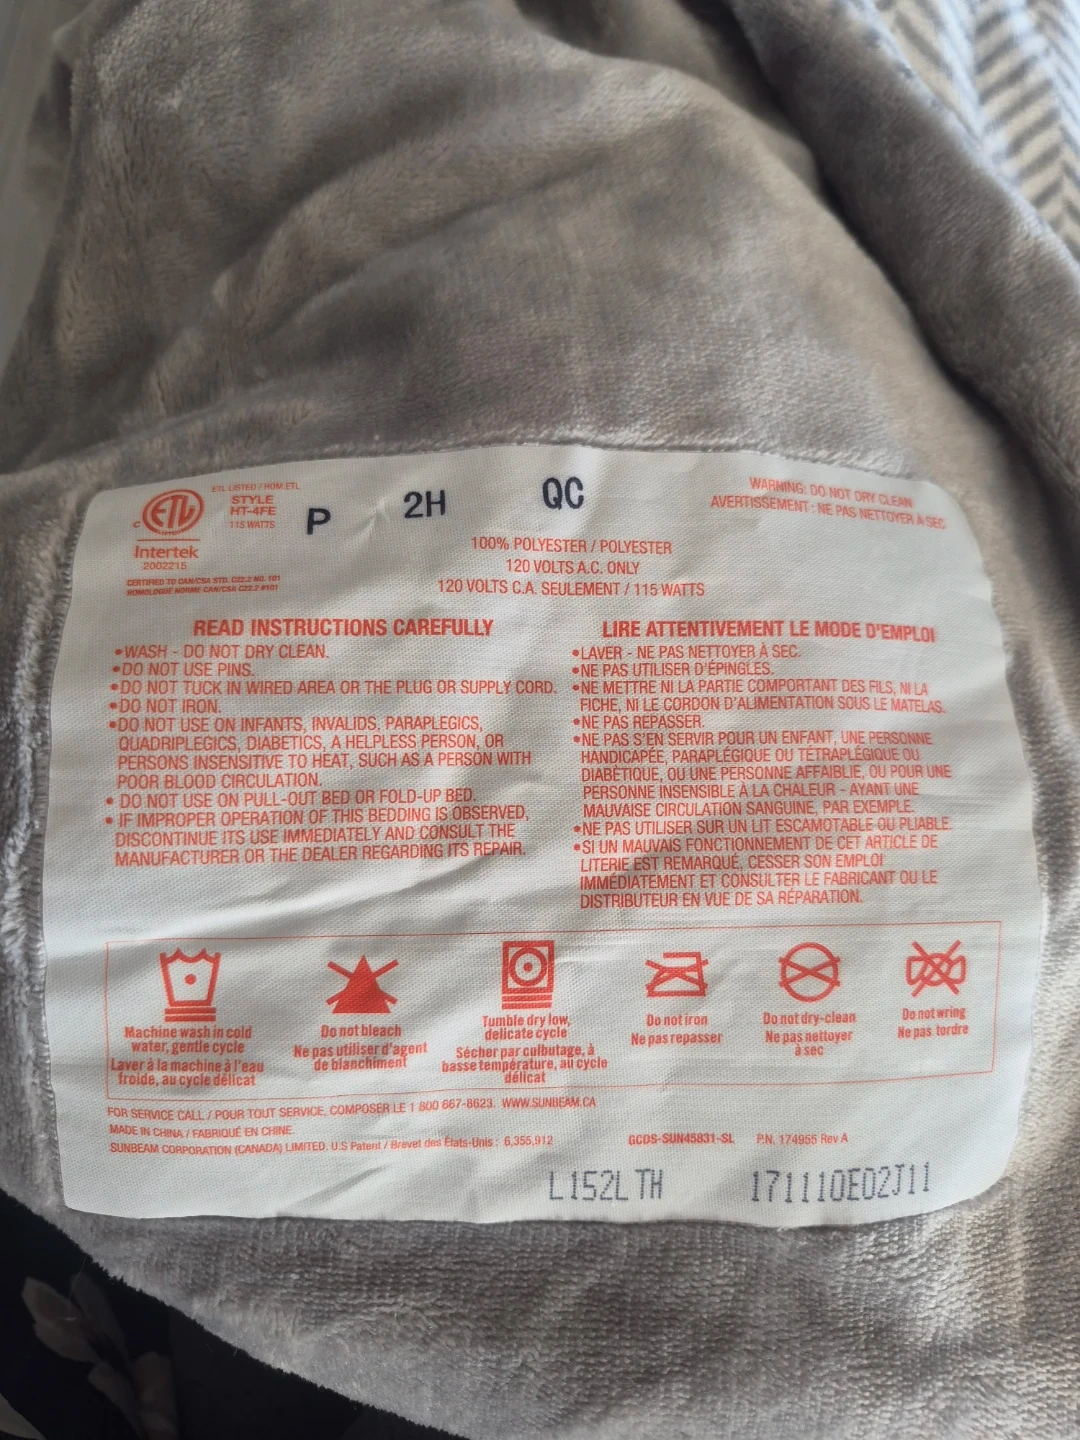 ETL LISTED / HOM.ETL
STYLE
HT-4FE
115 WATTS
C
ETL
Intertek
2002215
CERTIFIED TO CAN/CSA STD. C22.2 NO. 101
HOMOLOGUÉ NORME CAN/CSA C22.2 #101
P 2H QC
WARNING: DO NOT DRY CLEAN
AVERTISSEMENT : NE PAS NETTOYER À SEC
100% POLYESTER / POLYESTER
120 VOLTS A.C. ONLY
120 VOLTS C.A. SEULEMENT / 115 WATTS
READ INSTRUCTIONS CAREFULLY
•WASH - DO NOT DRY CLEAN.
•DO NOT USE PINS.
•DO NOT TUCK IN WIRED AREA OR THE PLUG OR SUPPLY CORD.
•DO NOT IRON.
•DO NOT USE ON INFANTS, INVALIDS, PARAPLEGICS,
QUADRIPLEGICS, DIABETICS, A HELPLESS PERSON, OR
PERSONS INSENSITIVE TO HEAT, SUCH AS A PERSON WITH
POOR BLOOD CIRCULATION.
• DO NOT USE ON PULL-OUT BED OR FOLD-UP BED.
• IF IMPROPER OPERATION OF THIS BEDDING IS OBSERVED,
DISCONTINUE ITS USE IMMEDIATELY AND CONSULT THE
MANUFACTURER OR THE DEALER REGARDING ITS REPAIR.
LIRE ATTENTIVEMENT LE MODE D'EMPLOI
•LAVER - NE PAS NETTOYER À SEC.
•NE PAS UTILISER D'ÉPINGLES.
•NE METTRE NI LA PARTIE COMPORTANT DES FILS, NI LA
FICHE, NI LE CORDON D'ALIMENTATION SOUS LE MATELAS.
•NE PAS REPASSER.
•NE PAS S'EN SERVIR POUR UN ENFANT, UNE PERSONNE
HANDICAPÉE, PARAPLÉGIQUE OU TÉTRAPLÉGIQUE OU
DIABÈTIQUE, OU UNE PERSONNE AFFAIBLIE, OU POUR UNE
PERSONNE INSENSIBLE À LA CHALEUR - AYANT UNE
MAUVAISE CIRCULATION SANGUINE, PAR EXEMPLE.
•NE PAS UTILISER SUR UN LIT ESCAMOTABLE OU PLIABLE.
•SI UN MAUVAIS FONCTIONNEMENT DE CET ARTICLE DE
LITERIE EST REMARQUÉ, CESSER SON EMPLOI
IMMÉDIATEMENT ET CONSULTER LE FABRICANT OU LE
DISTRIBUTEUR EN VUE DE SA RÉPARATION.
Machine wash in cold
water, gentle cycle
Laver à la machine à l'eau
froide, au cycle délicat
Do not bleach
Ne pas utiliser d'agent
de blanchiment
Tumble dry low,
delicate cycle
Sécher par culbutage, à
basse température, au cycle
délicat
Do not iron
Ne pas repasser
Do not dry-clean
Ne pas nettoyer
à sec
Do not wring
Ne pas tordre
FOR SERVICE CALL / POUR TOUT SERVICE, COMPOSER LE 1 800 667-8623. WWW.SUNBEAM.CA
MADE IN CHINA / FABRIQUÉ EN CHINE.
SUNBEAM CORPORATION (CANADA) LIMITED. U.S Patent / Brevet des États-Unis : 6,355,912
GCDS-SUN45831-SL P.N. 174955 Rev A
L152L TH 171110E02J11